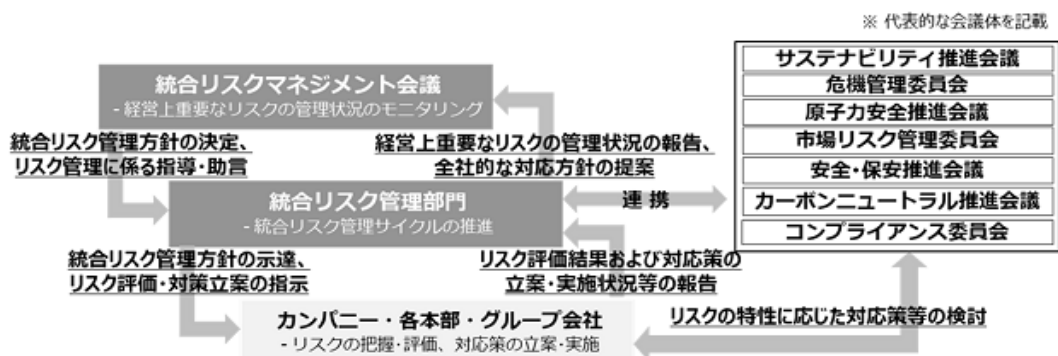 ※ 代表的な会議体を記載
統合リスクマネジメント会議
- 経営上重要なリスクの管理状況のモニタリング
統合リスク管理方針の決定、
リスク管理に係る指導・助言
経営上重要なリスクの管理状況の報告、
全社的な対応方針の提案
統合リスク管理部門
- 統合リスク管理サイクルの推進
連 携
統合リスク管理方針の示達、
リスク評価・対策立案の指示
リスク評価結果および対応策の
立案・実施状況等の報告
カンパニー・各本部・グループ会社
- リスクの把握・評価、対応策の立案・実施
サステナビリティ推進会議
危機管理委員会
原子力安全推進会議
市場リスク管理委員会
安全・保安推進会議
カーボンニュートラル推進会議
コンプライアンス委員会
リスクの特性に応じた対応策等の検討